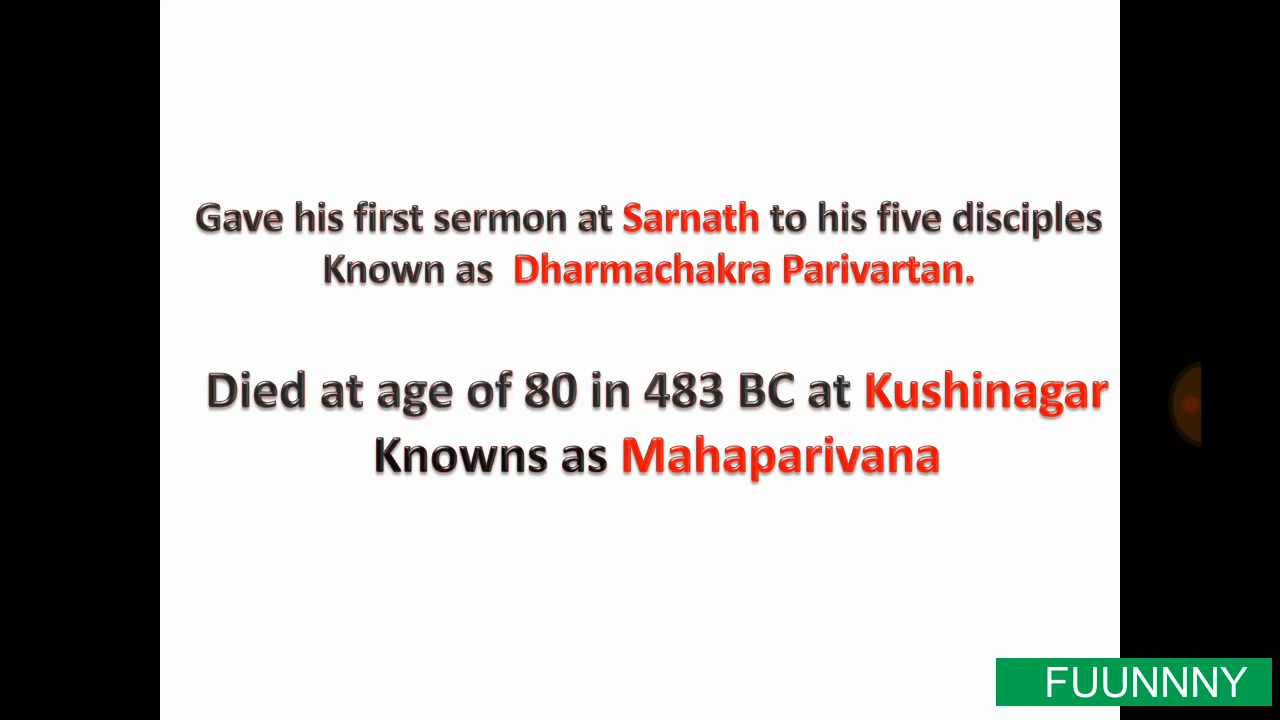 Gave his first sermon at Sarnath to his five disciples
Known as Dharmachakra Parivartan.
Died at age of 80 in 483 BC at Kushinagar
Knowns as Mahaparivana
FUUNNNY